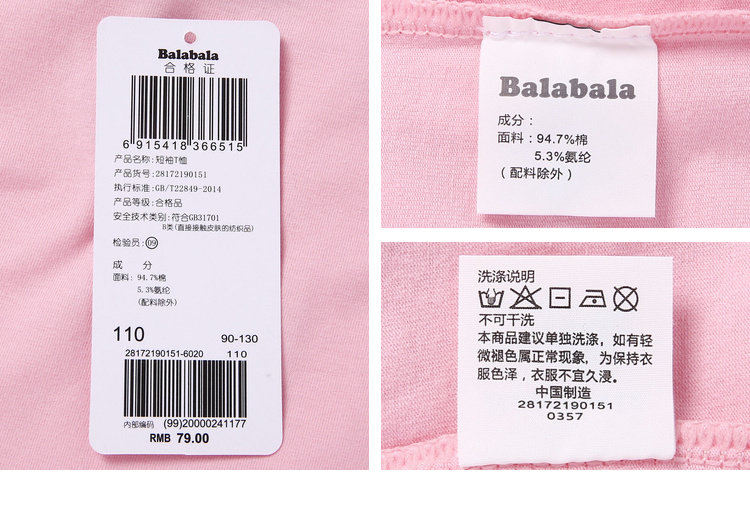 Balabala
合格证
6 915418 366515
产品名称: 短袖T恤
产品货号: 28172190151
执行标准: GB/T22849-2014
产品等级: 合格品
安全技术类别: 符合GB31701
B类(直接接触皮肤的纺织品)
检验员: 09
成 分
面料: 94.7%棉
5.3%氨纶
(配料除外)
110 90-130
28172190151-6020 110
内部编码 (99)20000241177
RMB 79.00
Balabala
成分:
面料: 94.7%棉
5.3%氨纶
(配料除外)
洗涤说明
不可干洗
本商品建议单独洗涤，如有轻
微褪色属正常现象，为保持衣
服色泽，衣服不宜久浸。
中国制造
28172190151
0357